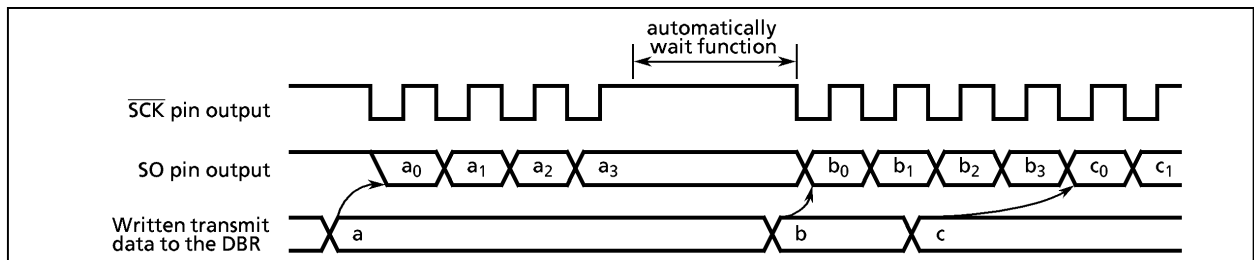 automatically
wait function
SCK pin output
SO pin output
a0 a1 a2 a3 b0 b1 b2 b3 c0 c1
Written transmit
data to the DBR
a b c